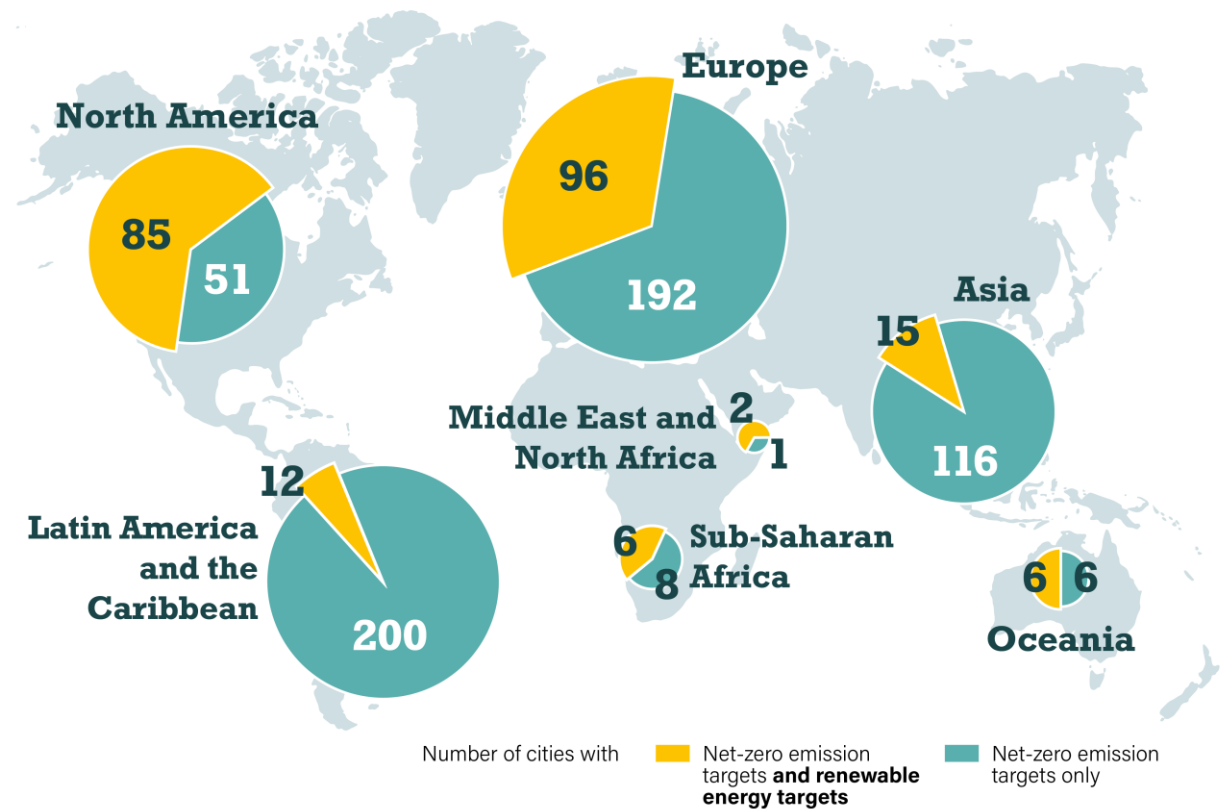 Europe
North America
96
85
51
192
Asia
15
Middle East and
North Africa
2
1
116
12
Latin America
and the
Caribbean
200
Sub-Saharan
Africa
6
8
6
6
Oceania
Number of cities with
Net-zero emission
targets and renewable
energy targets
Net-zero emission
targets only